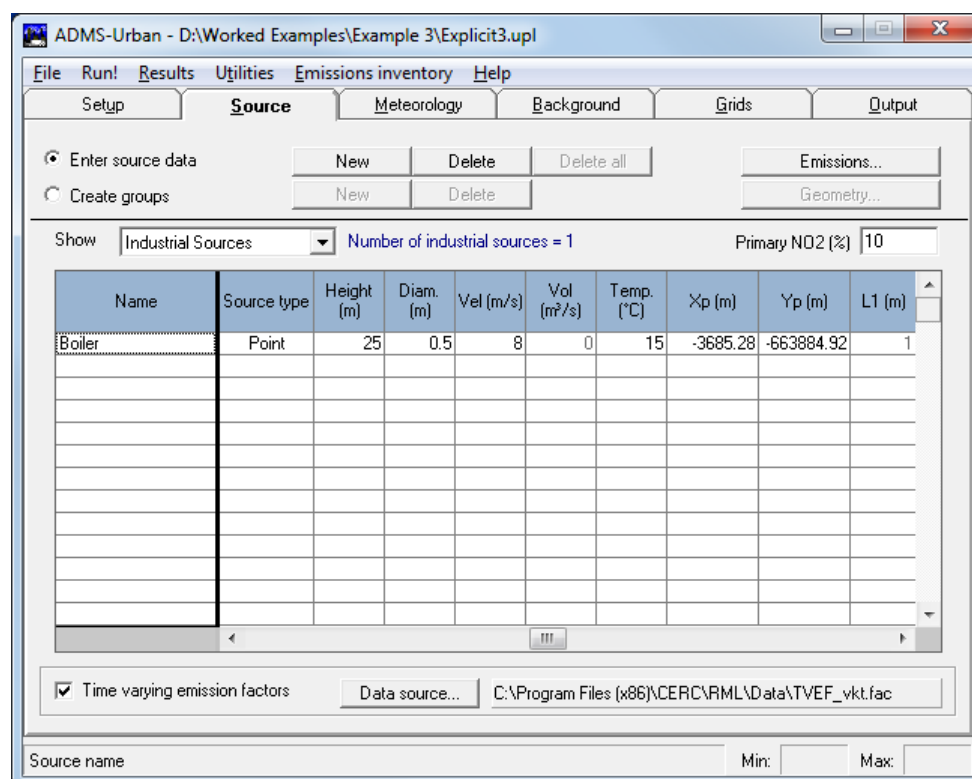 ADMS-Urban - D:\Worked Examples\Example 3\Explicit3.upl
File Run! Results Utilities Emissions inventory Help
Setup Source Meteorology Background Grids Output
Enter source data New Delete Delete all Emissions...
Create groups New Delete Geometry...
Show Industrial Sources Number of industrial sources = 1 Primary NO2 (%) 10
Name Source type Height (m) Diam. (m) Vel (m/s) Vol (m³/s) Temp. (°C) Xp (m) Yp (m) L1 (m)
Boiler Point 25 0.5 8 0 15 -3685.28 -663884.92 1
Time varying emission factors Data source... C:\Program Files (x86)\CERC\RML\Data\TVEF_vkt.fac
Source name Min: Max: